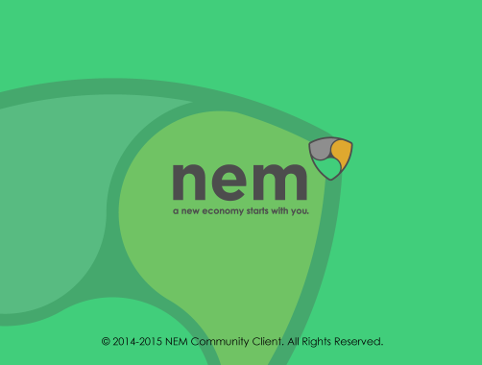 nem
a new economy starts with you.
© 2014-2015 NEM Community Client. All Rights Reserved.